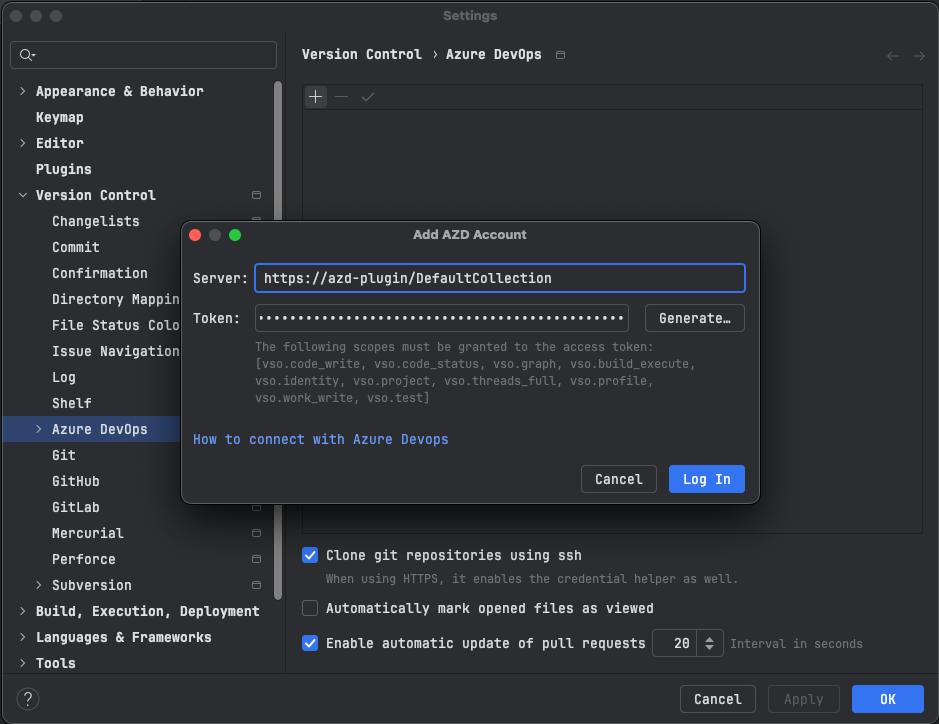 Settings
Version Control › Azure DevOps
Appearance & Behavior
Keymap
Editor
Plugins
Version Control
Changelists
Commit
Confirmation
Directory Mappin
File Status Colo
Issue Navigation
Log
Shelf
Azure DevOps
Git
GitHub
GitLab
Mercurial
Perforce
Subversion
Build, Execution, Deployment
Languages & Frameworks
Tools
Add AZD Account
Server: https://azd-plugin/DefaultCollection
Token: Generate…
The following scopes must be granted to the access token:
[vso.code_write, vso.code_status, vso.graph, vso.build_execute,
vso.identity, vso.project, vso.threads_full, vso.profile,
vso.work_write, vso.test]
How to connect with Azure Devops
Cancel Log In
Clone git repositories using ssh
When using HTTPS, it enables the credential helper as well.
Automatically mark opened files as viewed
Enable automatic update of pull requests 20 Interval in seconds
? Cancel Apply OK